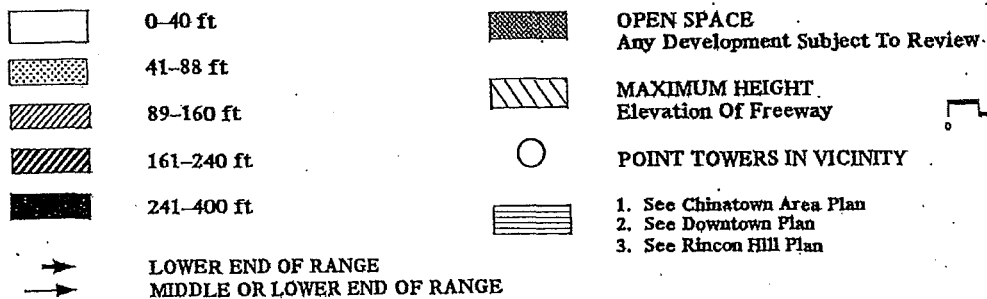 0–40 ft
41–88 ft
89–160 ft
161–240 ft
241–400 ft
LOWER END OF RANGE
MIDDLE OR LOWER END OF RANGE
OPEN SPACE
Any Development Subject To Review
MAXIMUM HEIGHT
Elevation Of Freeway
POINT TOWERS IN VICINITY
1. See Chinatown Area Plan
2. See Downtown Plan
3. See Rincon Hill Plan
0